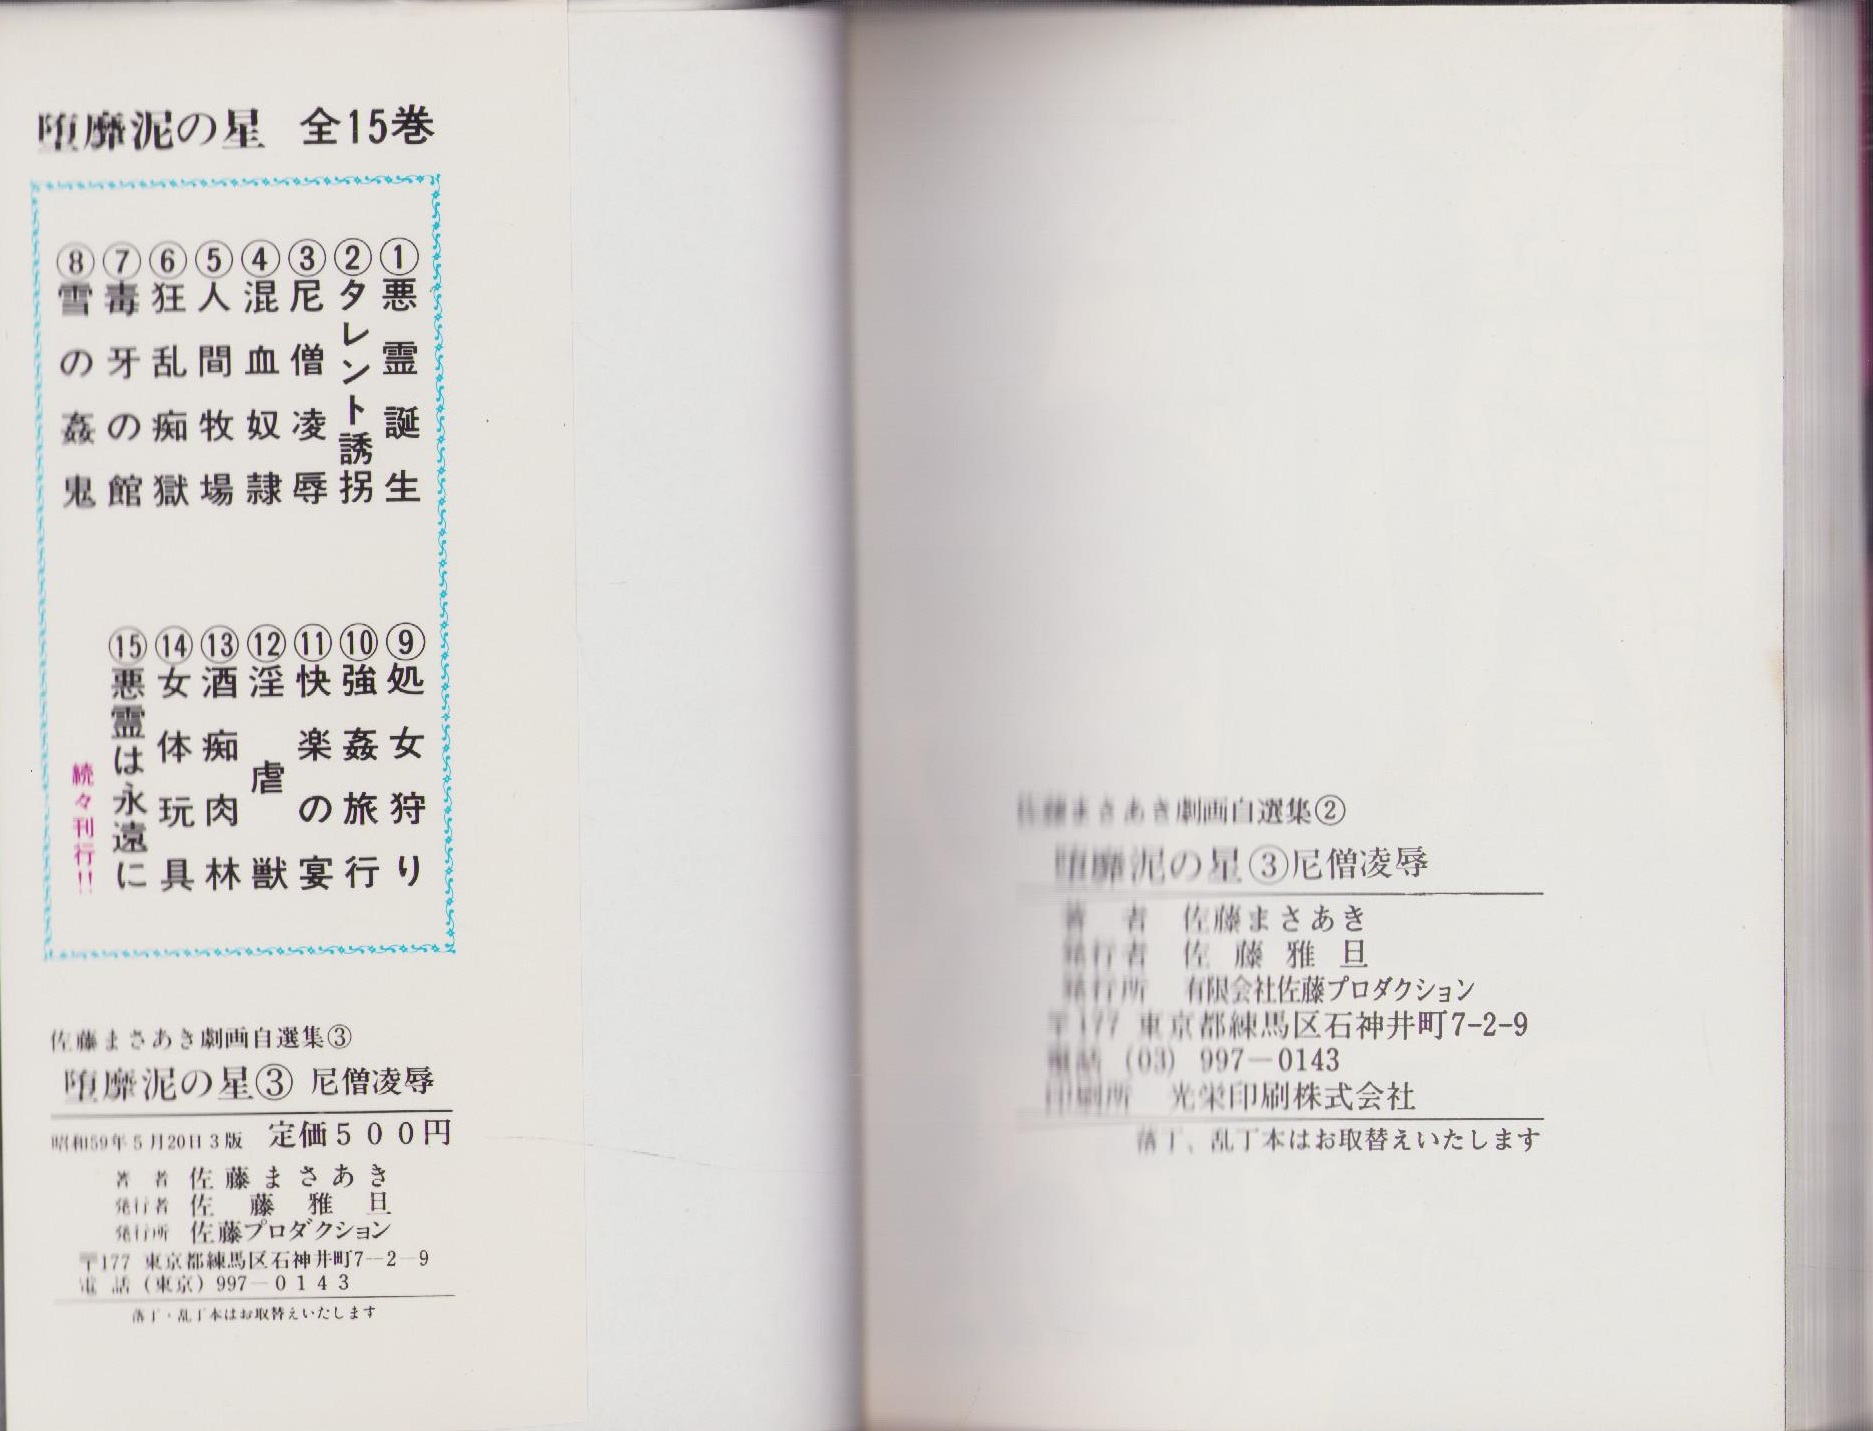 堕靡泥の星 全15巻
①悪霊誕生
②タレント誘拐
③尼僧凌辱
④混血奴隷
⑤人間牧場
⑥狂乱痴獄
⑦毒牙の館
⑧雪の姦鬼
⑨処女狩り
⑩強姦旅行
⑪快楽の宴
⑫淫虐獣
⑬酒痴肉林
⑭女体玩具
⑮悪霊は永遠に
続々刊行!!
佐藤まさあき劇画自選集③
堕靡泥の星③ 尼僧凌辱
昭和59年5月20日3版 定価500円
著者 佐藤まさあき
発行者 佐藤雅旦
発行所 佐藤プロダクション
〒177 東京都練馬区石神井町7-2-9
電話(東京)997-0143
落丁・乱丁本はお取替えいたします
佐藤まさあき劇画自選集②
堕靡泥の星③尼僧凌辱
著者 佐藤まさあき
発行者 佐藤雅旦
発行所 有限会社佐藤プロダクション
〒177 東京都練馬区石神井町7-2-9
電話 (03) 997-0143
印刷所 光栄印刷株式会社
落丁、乱丁本はお取替えいたします